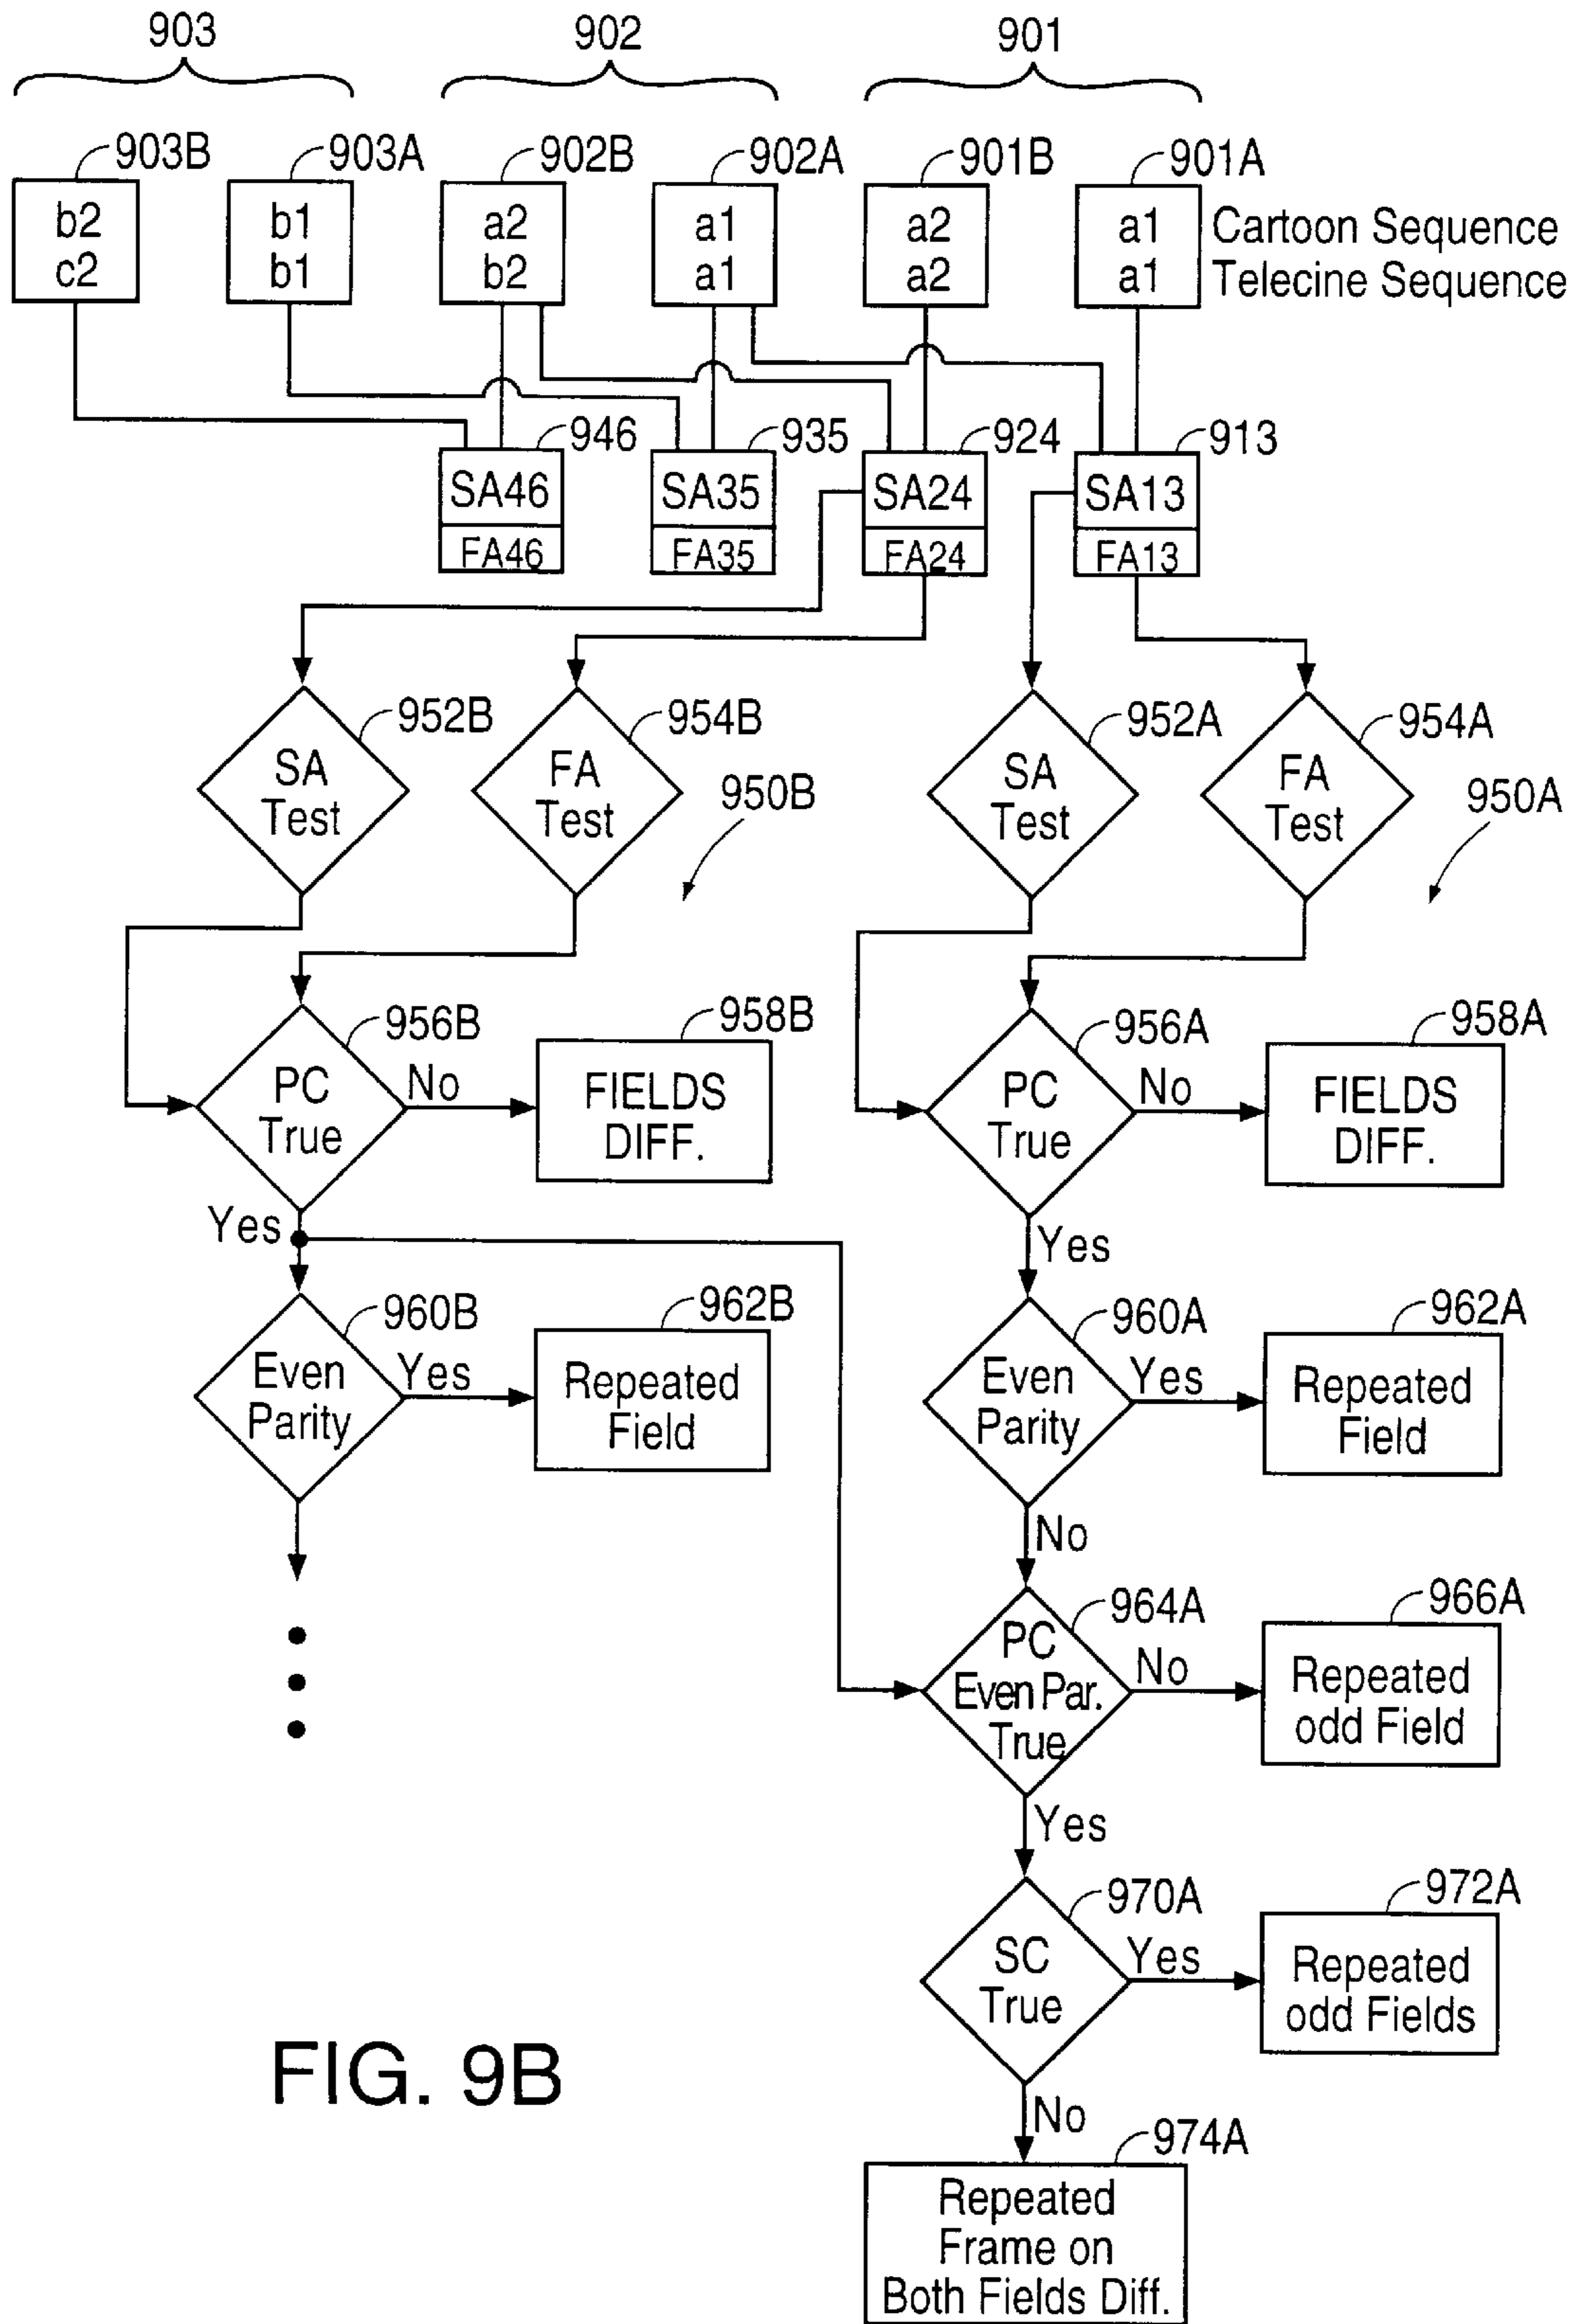 903 902 901
903B 903A 902B 902A 901B 901A
b2 b1 a2 a1 a2 a1 Cartoon Sequence
c2 b1 b2 a1 a2 a1 Telecine Sequence
946 935 924 913
SA46 SA35 SA24 SA13
FA46 FA35 FA24 FA13
952B 954B 952A 954A
SA FA SA FA
Test Test Test Test
950B 950A
956B 958B 956A 958A
PC No FIELDS PC No FIELDS
True DIFF. True DIFF.
Yes Yes
960B 962B 960A 962A
Even Yes Repeated Even Yes Repeated
Parity Field Parity Field
No
964A 966A
PC No Repeated
Even Par. odd Field
True
Yes
970A 972A
SC Yes Repeated
True odd Fields
No
974A
Repeated
Frame on
Both Fields Diff.
FIG. 9B